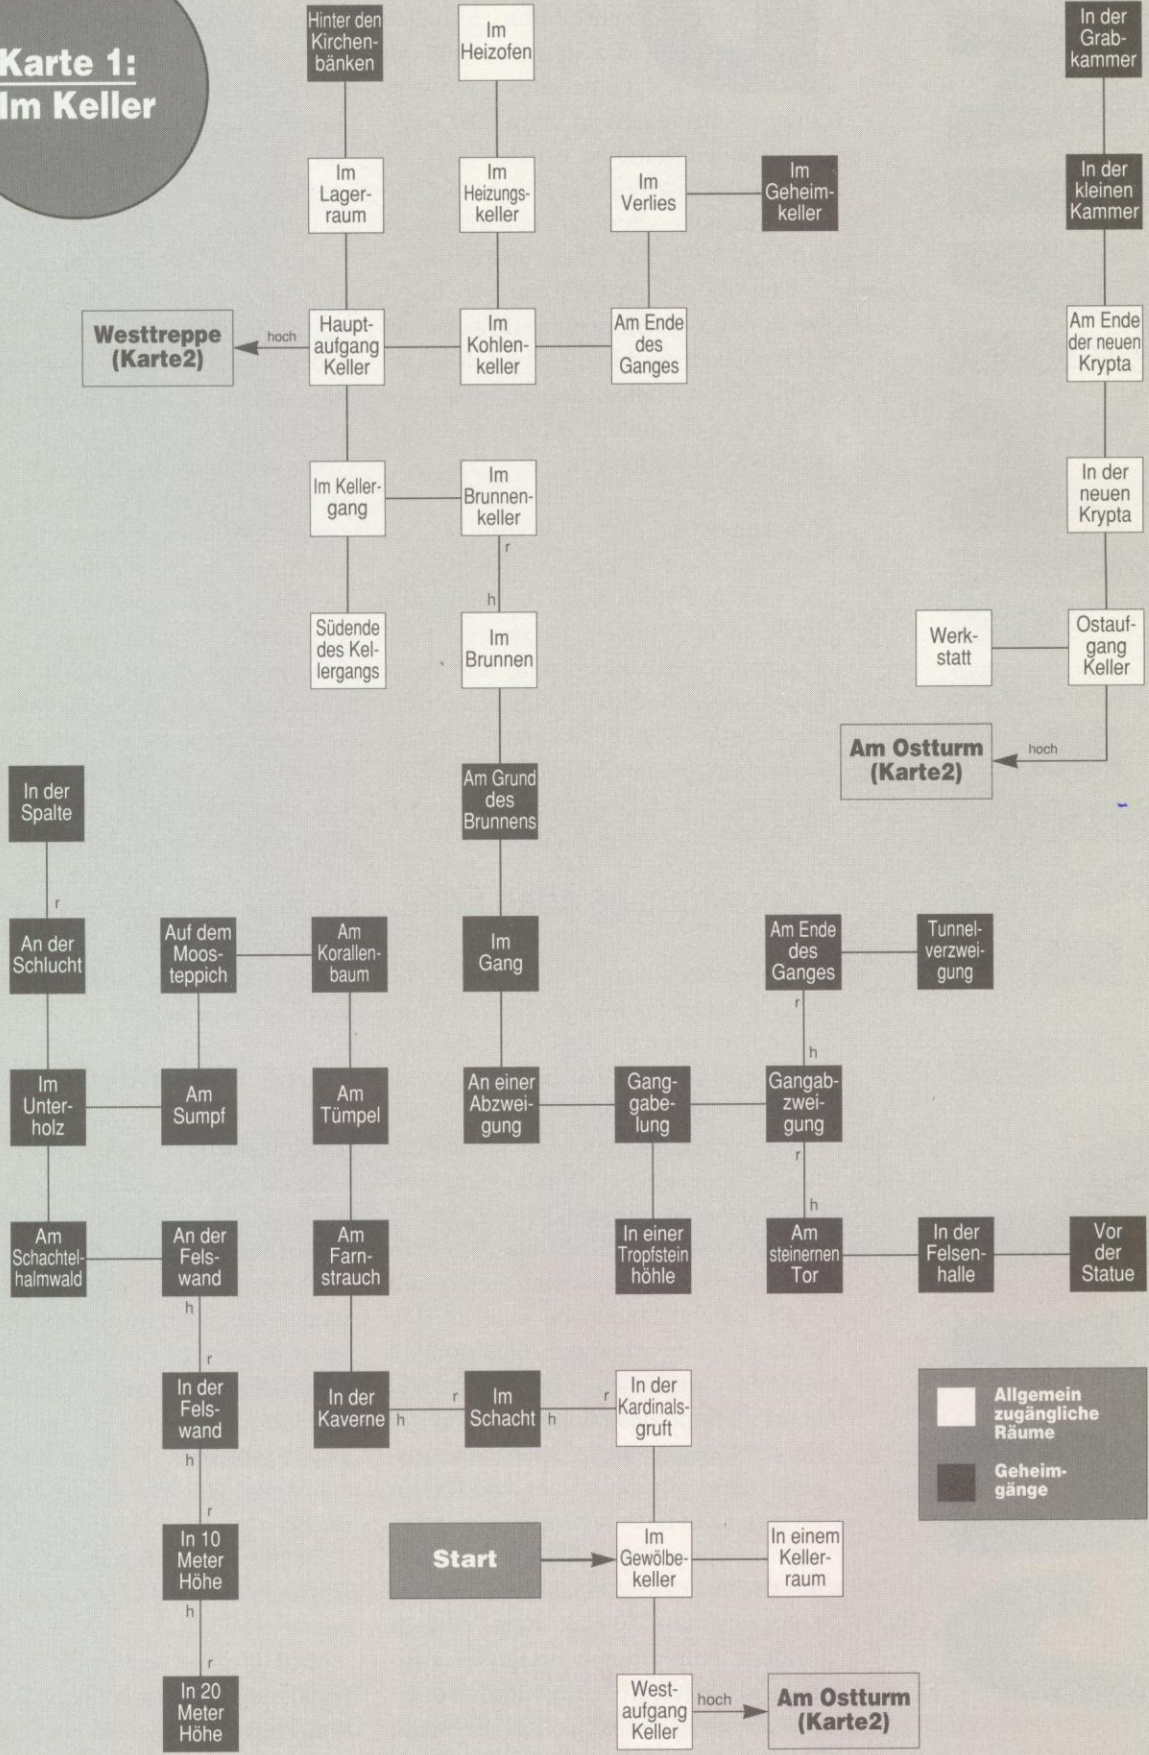 Karte 1:
Im Keller
Hinter den
Kirchen-
bänken
Im
Heizofen
In der
Grab-
kammer
Im
Lager-
raum
Im
Heizungs-
keller
Im
Verlies
Im
Geheim-
keller
In der
kleinen
Kammer
Westtreppe
(Karte2)
hoch
Haupt-
aufgang
Keller
Im
Kohlen-
keller
Am Ende
des
Ganges
Am Ende
der neuen
Krypta
Im Keller-
gang
Im
Brunnen-
keller
r
h
In der
neuen
Krypta
Südende
des Kel-
lergangs
Im
Brunnen
Werk-
statt
Ostauf-
gang
Keller
Am Ostturm
(Karte2)
hoch
In der
Spalte
r
Am Grund
des
Brunnens
An der
Schlucht
Auf dem
Moos-
teppich
Am
Korallen-
baum
Im
Gang
Am Ende
des
Ganges
r
h
Tunnel-
verzwei-
gung
Im
Unter-
holz
Am
Sumpf
Am
Tümpel
An einer
Abzwei-
gung
Gang-
gabe-
lung
Gangab-
zwei-
gung
r
h
Am
Schachtel-
halmwald
An der
Fels-
wand
h
r
Am
Farn-
strauch
In einer
Tropfstein
höhle
Am
steinernen
Tor
In der
Felsen-
halle
Vor
der
Statue
In der
Fels-
wand
h
r
In der
Kaverne
h
r
Im
Schacht
h
r
In der
Kardinals-
gruft
Allgemein
zugängliche
Räume
Geheim-
gänge
In 10
Meter
Höhe
h
r
Start
Im
Gewölbe-
keller
In einem
Keller-
raum
In 20
Meter
Höhe
West-
aufgang
Keller
hoch
Am Ostturm
(Karte2)